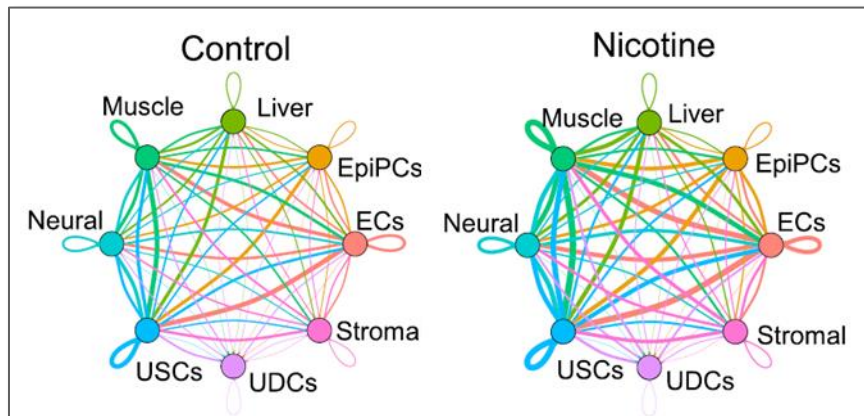 Control
Muscle
Liver
EpiPCs
Neural
ECs
Stroma
USCs
UDCs
Nicotine
Muscle
Liver
EpiPCs
Neural
ECs
Stromal
USCs
UDCs